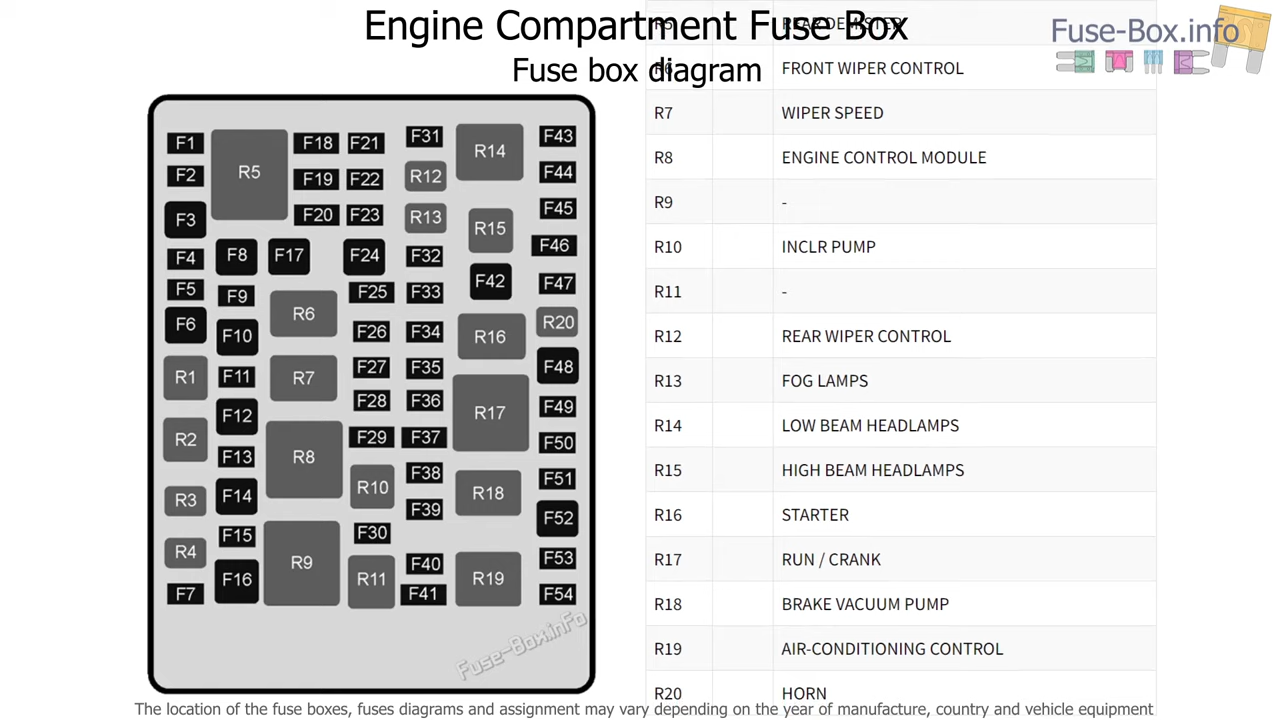 Engine Compartment Fuse Box
Fuse box diagram
Fuse-Box.info
F1
F2
F3
F4
F5
F6
R1
R2
R3
R4
F7
R5
F8
F17
F9
F10
F11
F12
F13
F14
F15
F16
R6
R7
R8
R9
F18
F19
F20
F21
F22
F23
F24
F25
F26
F27
F28
F29
R10
F30
R11
F31
R12
R13
F32
F33
F34
F35
F36
F37
F38
F39
F40
F41
R14
R15
F42
R16
R17
R18
R19
F43
F44
F45
F46
F47
R20
F48
F49
F50
F51
F52
F53
F54
Fuse-Box.info
R5 REAR DEMISTER
R6 FRONT WIPER CONTROL
R7 WIPER SPEED
R8 ENGINE CONTROL MODULE
R9 -
R10 INCLR PUMP
R11 -
R12 REAR WIPER CONTROL
R13 FOG LAMPS
R14 LOW BEAM HEADLAMPS
R15 HIGH BEAM HEADLAMPS
R16 STARTER
R17 RUN / CRANK
R18 BRAKE VACUUM PUMP
R19 AIR-CONDITIONING CONTROL
R20 HORN
The location of the fuse boxes, fuses diagrams and assignment may vary depending on the year of manufacture, country and vehicle equipment